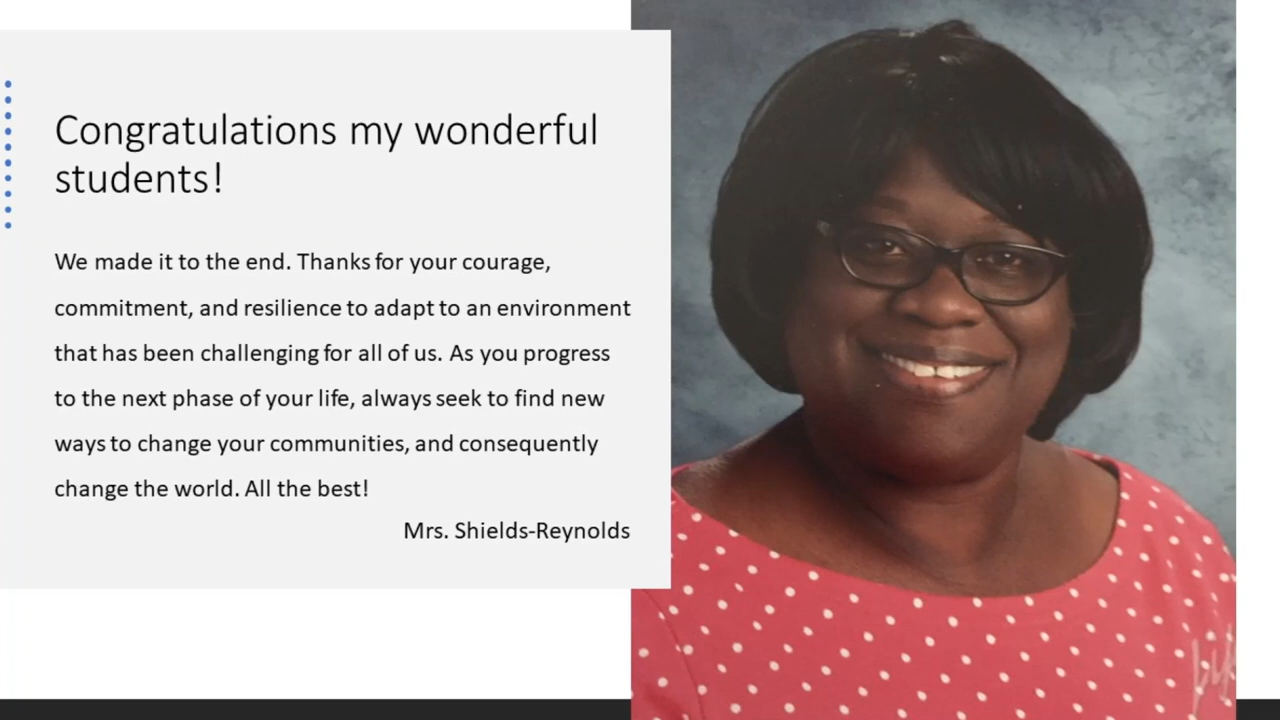 Congratulations my wonderful
students!
We made it to the end. Thanks for your courage,
commitment, and resilience to adapt to an environment
that has been challenging for all of us. As you progress
to the next phase of your life, always seek to find new
ways to change your communities, and consequently
change the world. All the best!
Mrs. Shields-Reynolds